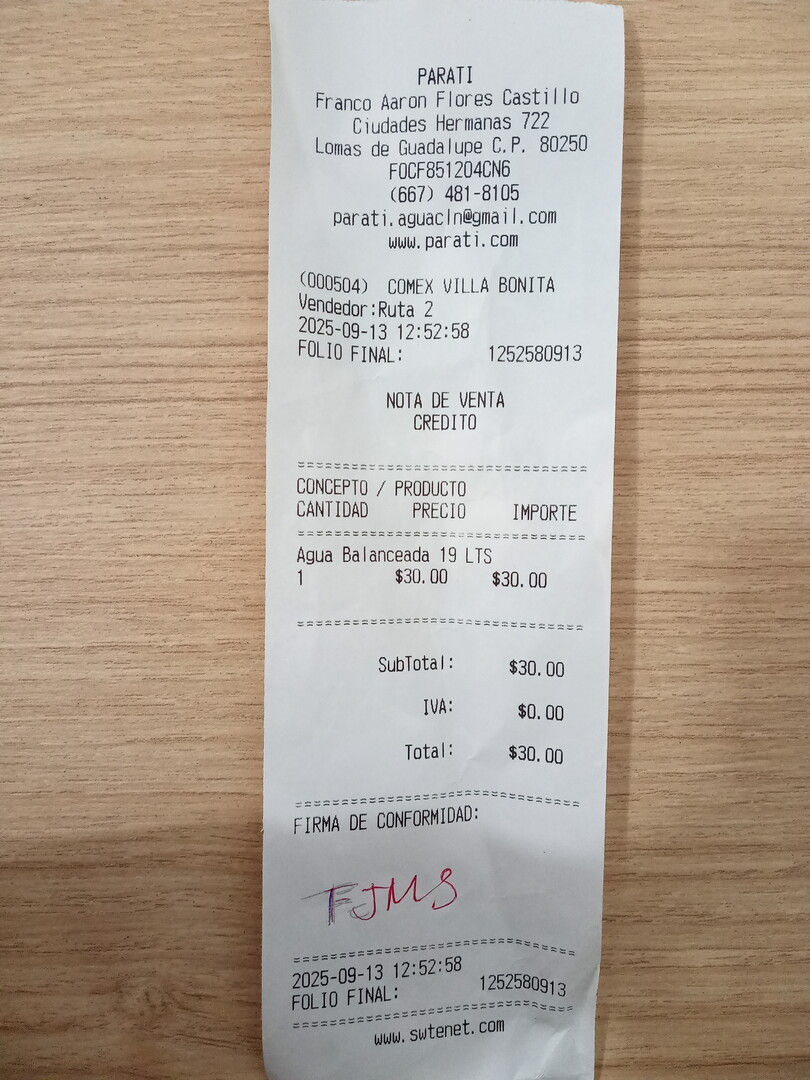 PARATI
Franco Aaron Flores Castillo
Ciudades Hermanas 722
Lomas de Guadalupe C.P. 80250
FOCF851204CN6
(667) 481-8105
parati.aguacln@gmail.com
www.parati.com
(000504) COMEX VILLA BONITA
Vendedor:Ruta 2
2025-09-13 12:52:58
FOLIO FINAL: 1252580913
NOTA DE VENTA
CREDITO
==============================
CONCEPTO / PRODUCTO
CANTIDAD PRECIO IMPORTE
==============================
Agua Balanceada 19 LTS
1 $30.00 $30.00
==============================
SubTotal: $30.00
IVA: $0.00
Total: $30.00
==============================
FIRMA DE CONFORMIDAD:
FJMS
==============================
2025-09-13 12:52:58
FOLIO FINAL: 1252580913
==============================
www.swtenet.com